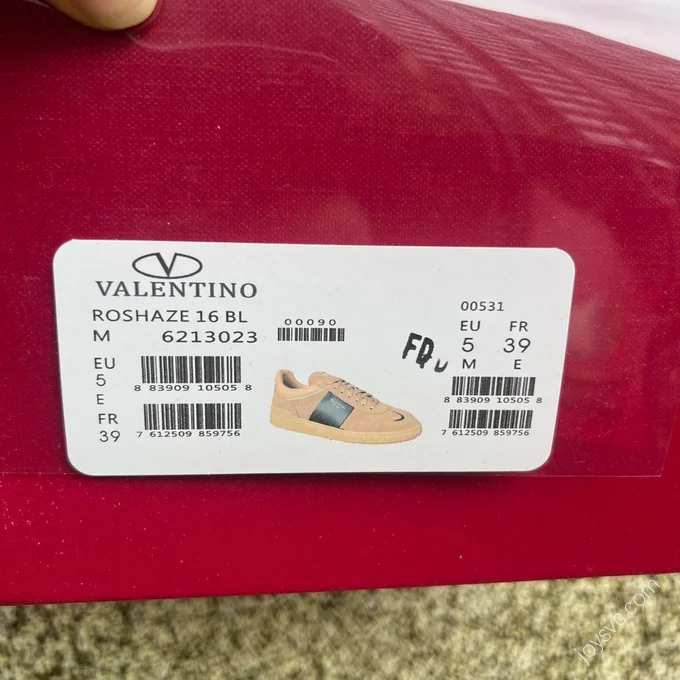 VALENTINO
ROSHAZE 16 BL
M 6213023
00090
EU
5
E
FR
39
8 83909 10505 8
7 612509 859756
00531
EU FR
5 39
M E
8 83909 10505 8
7 612509 859756
joysvc.com